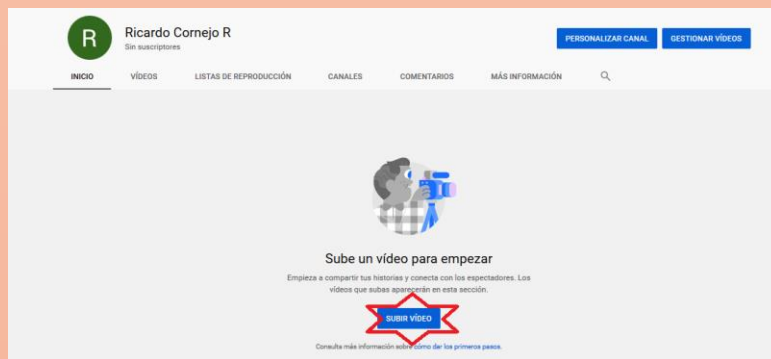 R
Ricardo Cornejo R
Sin suscriptores
PERSONALIZAR CANAL
GESTIONAR VÍDEOS
INICIO
VÍDEOS
LISTAS DE REPRODUCCIÓN
CANALES
COMENTARIOS
MÁS INFORMACIÓN
Sube un vídeo para empezar
Empieza a compartir tus historias y conecta con los espectadores. Los
vídeos que subas aparecerán en esta sección.
SUBIR VÍDEO
Consulta más información sobre cómo dar los primeros pasos.